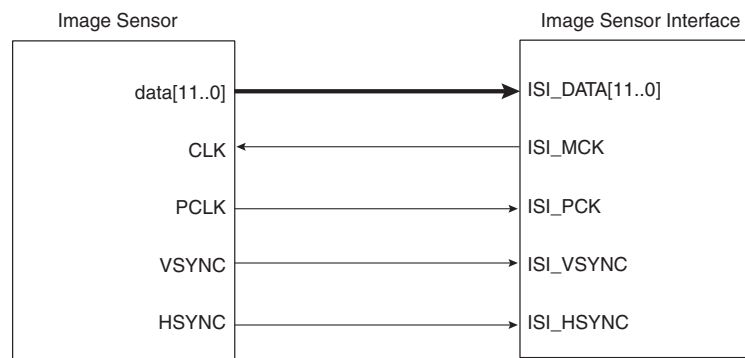 Image Sensor
Image Sensor Interface
data[11..0]
ISI_DATA[11..0]
CLK
ISI_MCK
PCLK
ISI_PCK
VSYNC
ISI_VSYNC
HSYNC
ISI_HSYNC